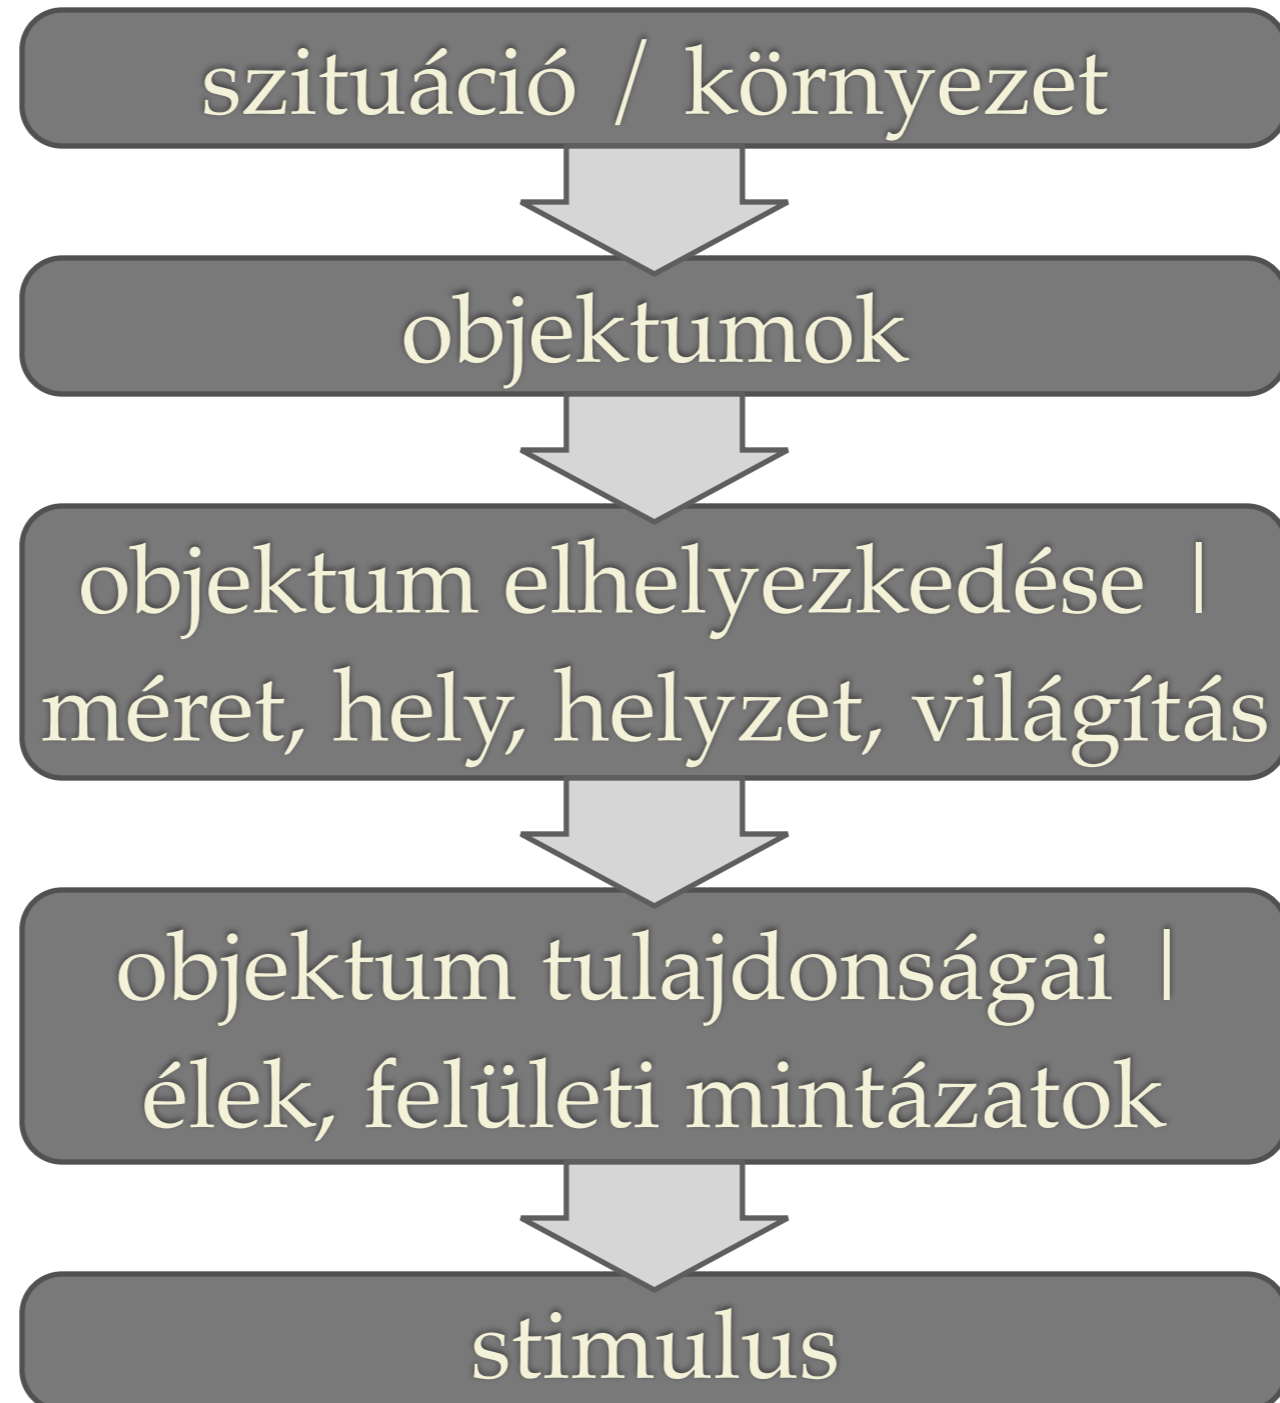 szituáció / környezet
objektumok
objektum elhelyezkedése |
méret, hely, helyzet, világítás
objektum tulajdonságai |
élek, felületi mintázatok
stimulus